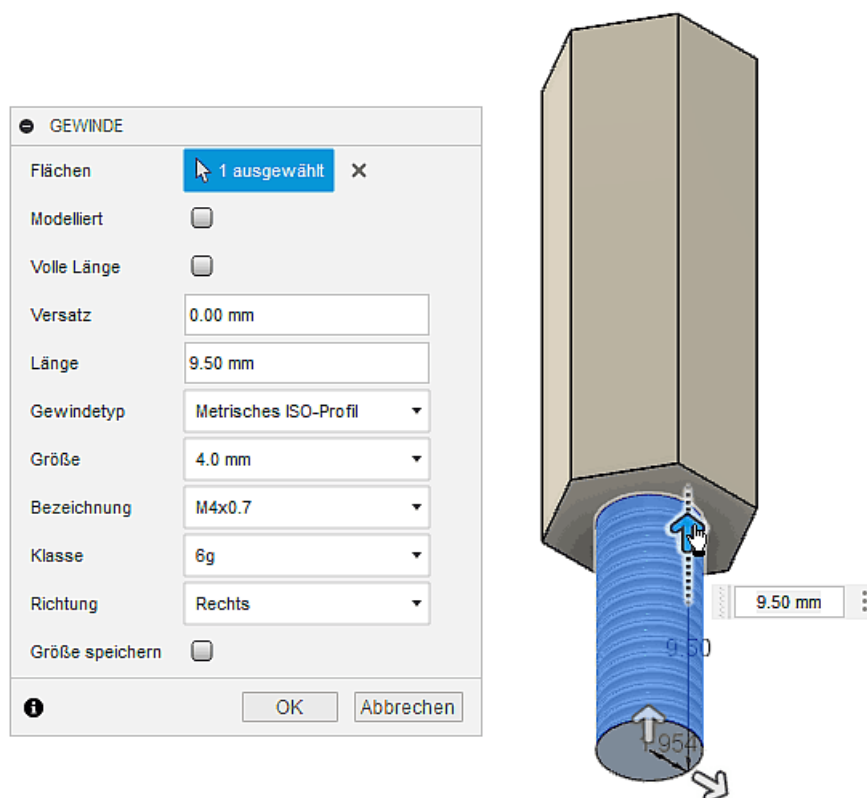 GEWINDE
Flächen 1 ausgewählt
Modelliert
Volle Länge
Versatz 0.00 mm
Länge 9.50 mm
Gewindetyp Metrisches ISO-Profil
Größe 4.0 mm
Bezeichnung M4x0.7
Klasse 6g
Richtung Rechts
Größe speichern
OK Abbrechen
9.50 mm
9.50
1.954